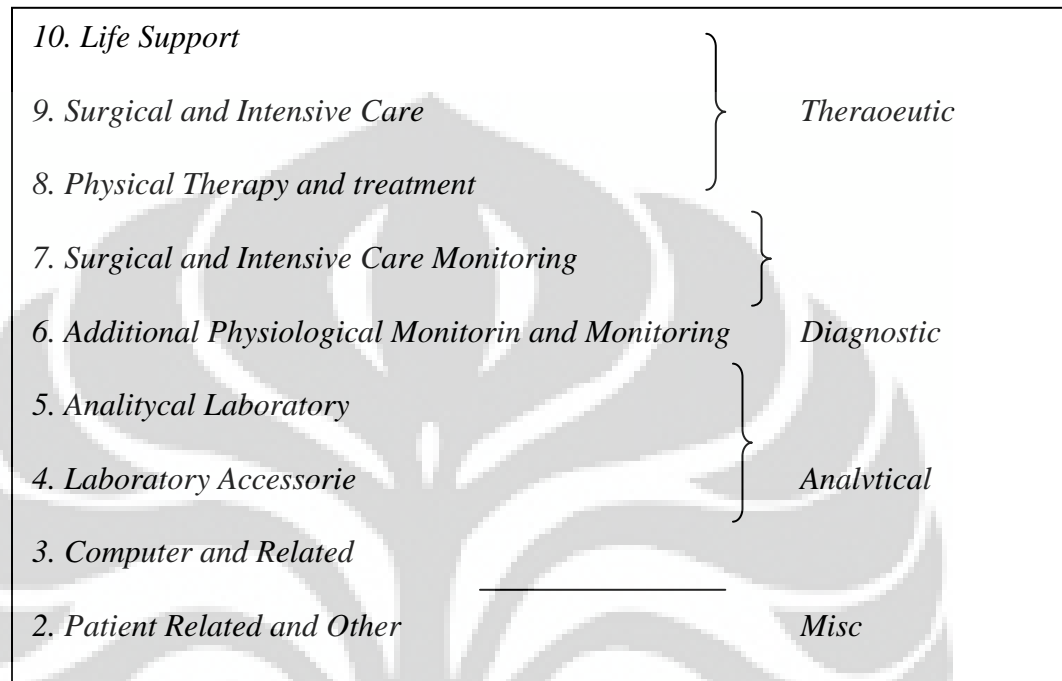 10. Life Support
9. Surgical and Intensive Care Theraoeutic
8. Physical Therapy and treatment
7. Surgical and Intensive Care Monitoring
6. Additional Physiological Monitorin and Monitoring Diagnostic
5. Analitycal Laboratory
4. Laboratory Accessorie Analvtical
3. Computer and Related
2. Patient Related and Other Misc